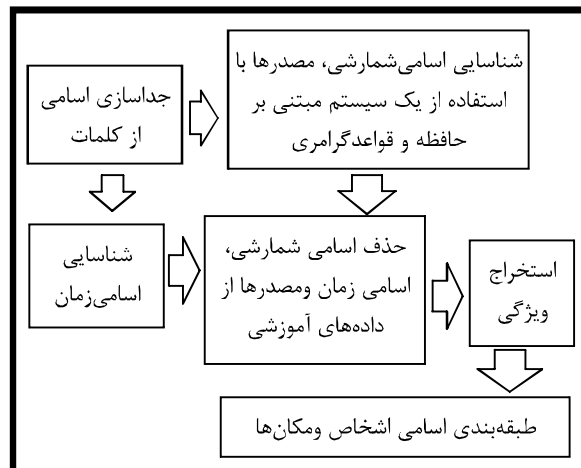 جداسازی اسامی
از کلمات
شناسایی اسامی‌شمارشی، مصدرها با
استفاده از یک سیستم مبتنی بر
حافظه و قواعدگرامری
شناسایی
اسامی‌زمان
حذف اسامی شمارشی،
اسامی زمان ومصدرها از
داده‌های آموزشی
استخراج
ویژگی
طبقه‌بندی اسامی اشخاص ومکان‌ها